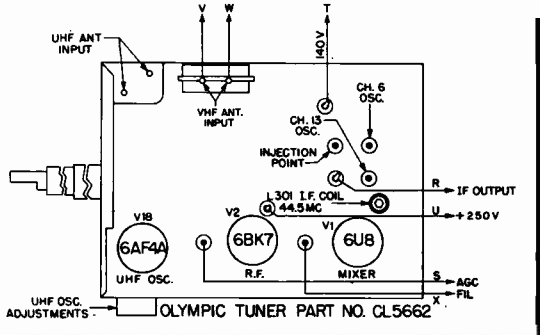 V W T
140V
UHF ANT
INPUT
VHF ANT.
INPUT
CH. 6
OSC.
CH. 13
OSC.
INJECTION
POINT
R IF OUTPUT
L301 I.F. COIL
44.5MC
U +250V
V18
6AF4A
UHF OSC.
V2
6BK7
R.F.
V1
6U8
MIXER
S AGC
X FIL
UHF OSC.
ADJUSTMENTS
OLYMPIC TUNER PART NO. CL5662